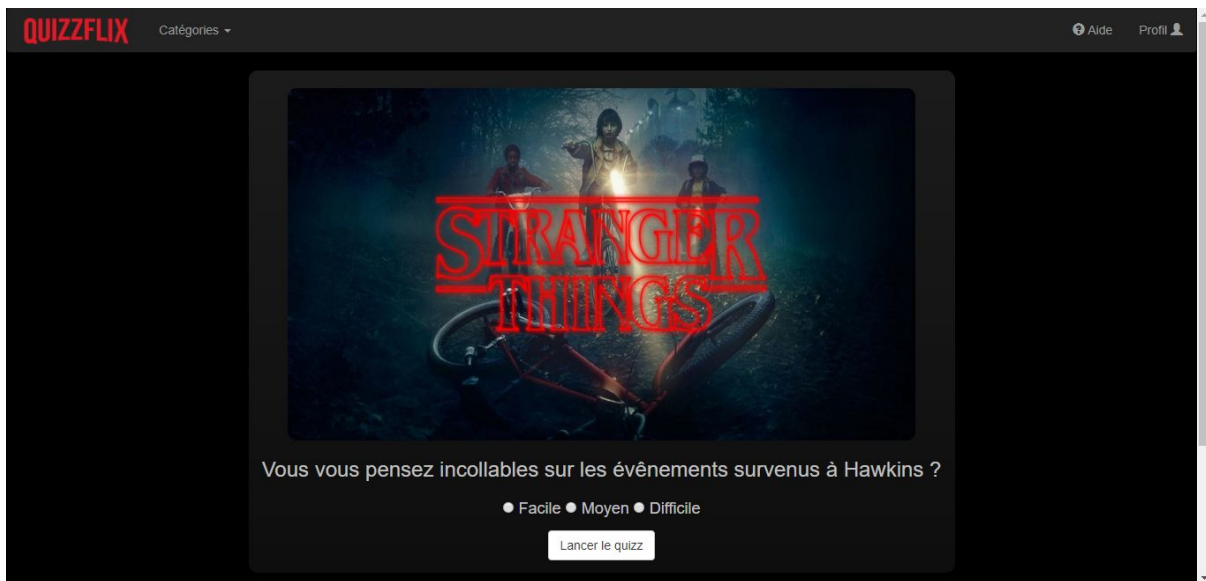 QUIZZFLIX Catégories Aide Profil
STRANGER
THINGS
Vous vous pensez incollables sur les évênements survenus à Hawkins ?
Facile Moyen Difficile
Lancer le quizz